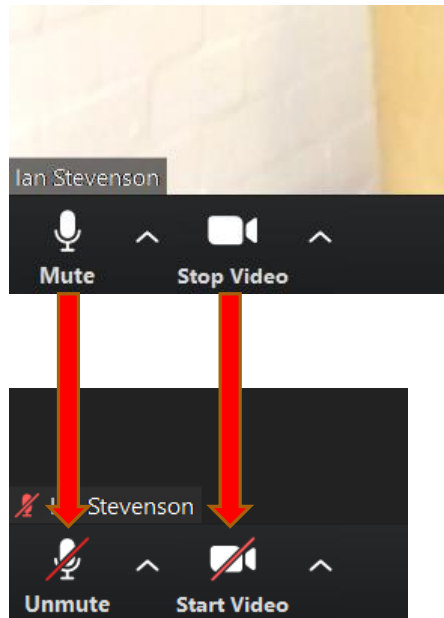 Ian Stevenson
Mute Stop Video
Stevenson
Unmute Start Video